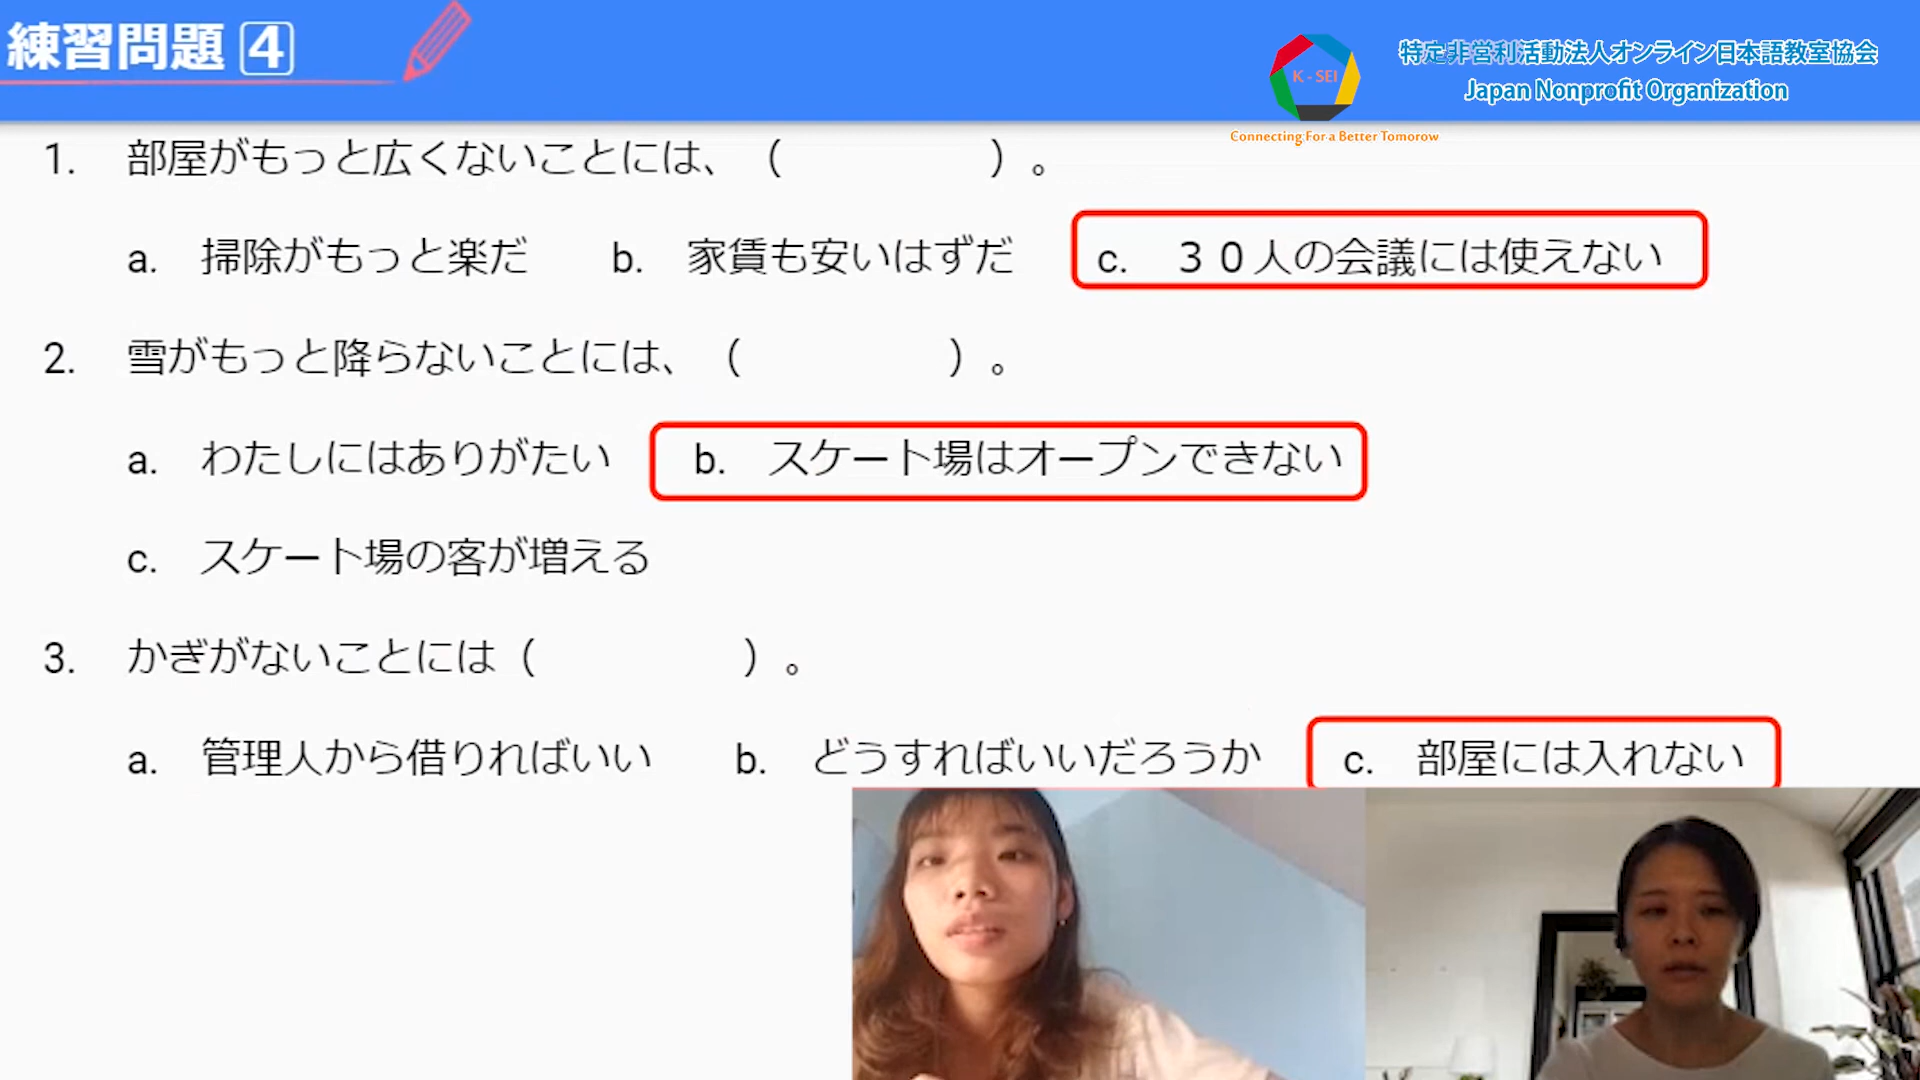 練習問題 4
K - SEI
Connecting For a Better Tomorow
特定非営利活動法人オンライン日本語教室協会
Japan Nonprofit Organization
1. 部屋がもっと広くないことには、（　　　　　）。
a. 掃除がもっと楽だ　b. 家賃も安いはずだ　c. ３０人の会議には使えない
2. 雪がもっと降らないことには、（　　　　　）。
a. わたしにはありがたい　b. スケート場はオープンできない
c. スケート場の客が増える
3. かぎがないことには（　　　　　）。
a. 管理人から借りればいい　b. どうすればいいだろうか　c. 部屋には入れない